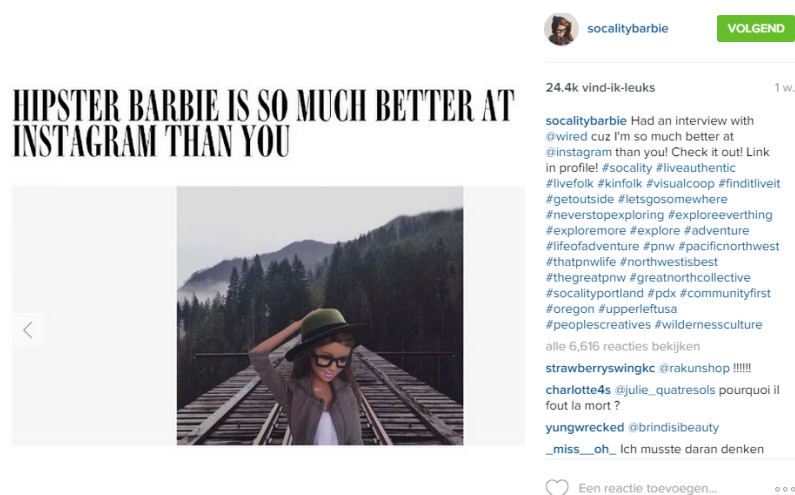 HIPSTER BARBIE IS SO MUCH BETTER AT
INSTAGRAM THAN YOU
socalitybarbie
VOLGEND
24.4k vind-ik-leuks
1 w.
socalitybarbie Had an interview with
@wired cuz I'm so much better at
@instagram than you! Check it out! Link
in profile! #socality #liveauthentic
#livefolk #kinfolk #visualcoop #finditliveit
#getoutside #letsgosomewhere
#neverstopexploring #exploreeverthing
#exploremore #explore #adventure
#lifeofadventure #pnw #pacificnorthwest
#thatpnwlife #northwestisbest
#thegreatpnw #greatnorthcollective
#socalityportland #pdx #communityfirst
#oregon #upperleftusa
#peoplescreatives #wildernessculture
alle 6,616 reacties bekijken
strawberryswingkc @rakunshop !!!!!!
charlotte4s @julie_quatresols pourquoi il
fout la mort ?
yungwrecked @brindisibeauty
_miss__oh_ Ich musste daran denken
Een reactie toevoegen...